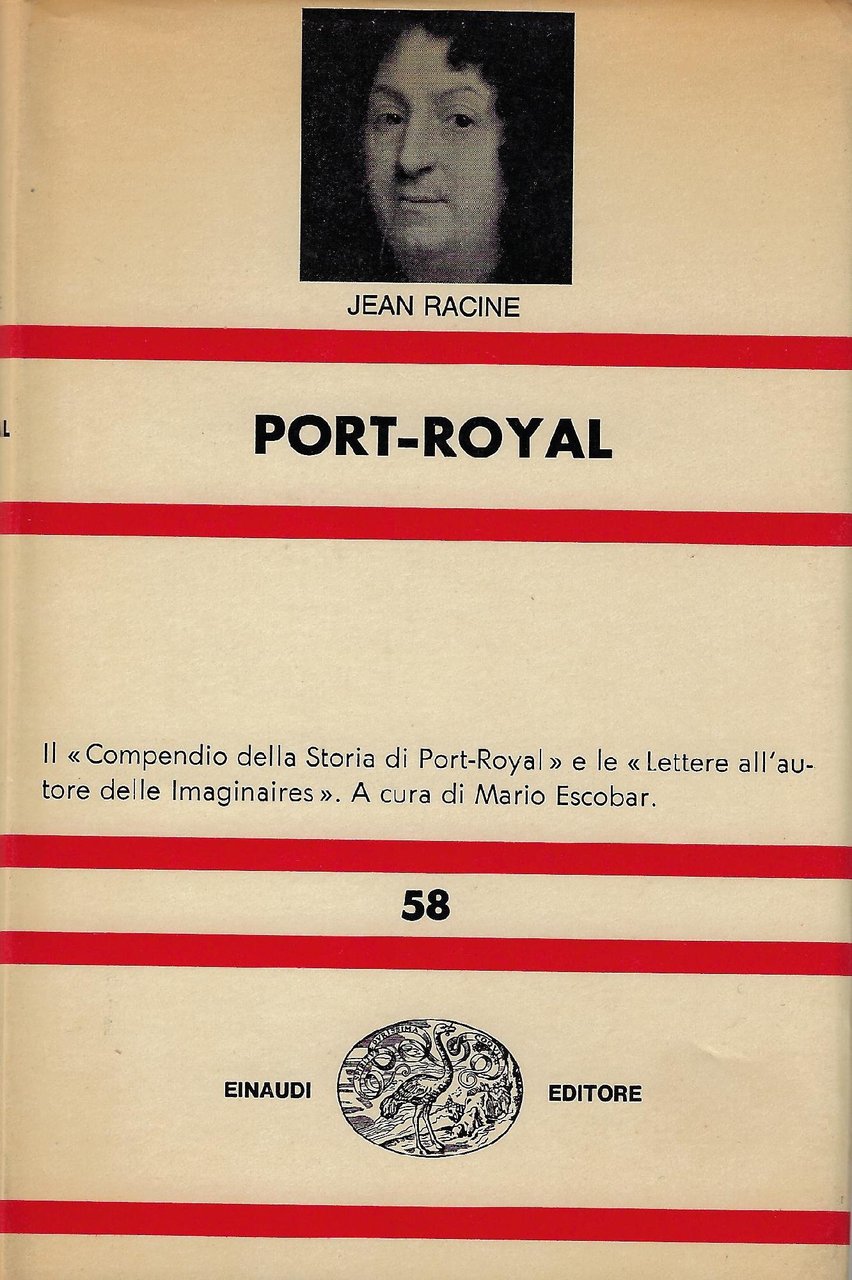 JEAN RACINE
PORT-ROYAL
L
Il «Compendio della Storia di Port-Royal» e le «Lettere all'au-
tore delle Imaginaires». A cura di Mario Escobar.
58
EINAUDI
EDITORE